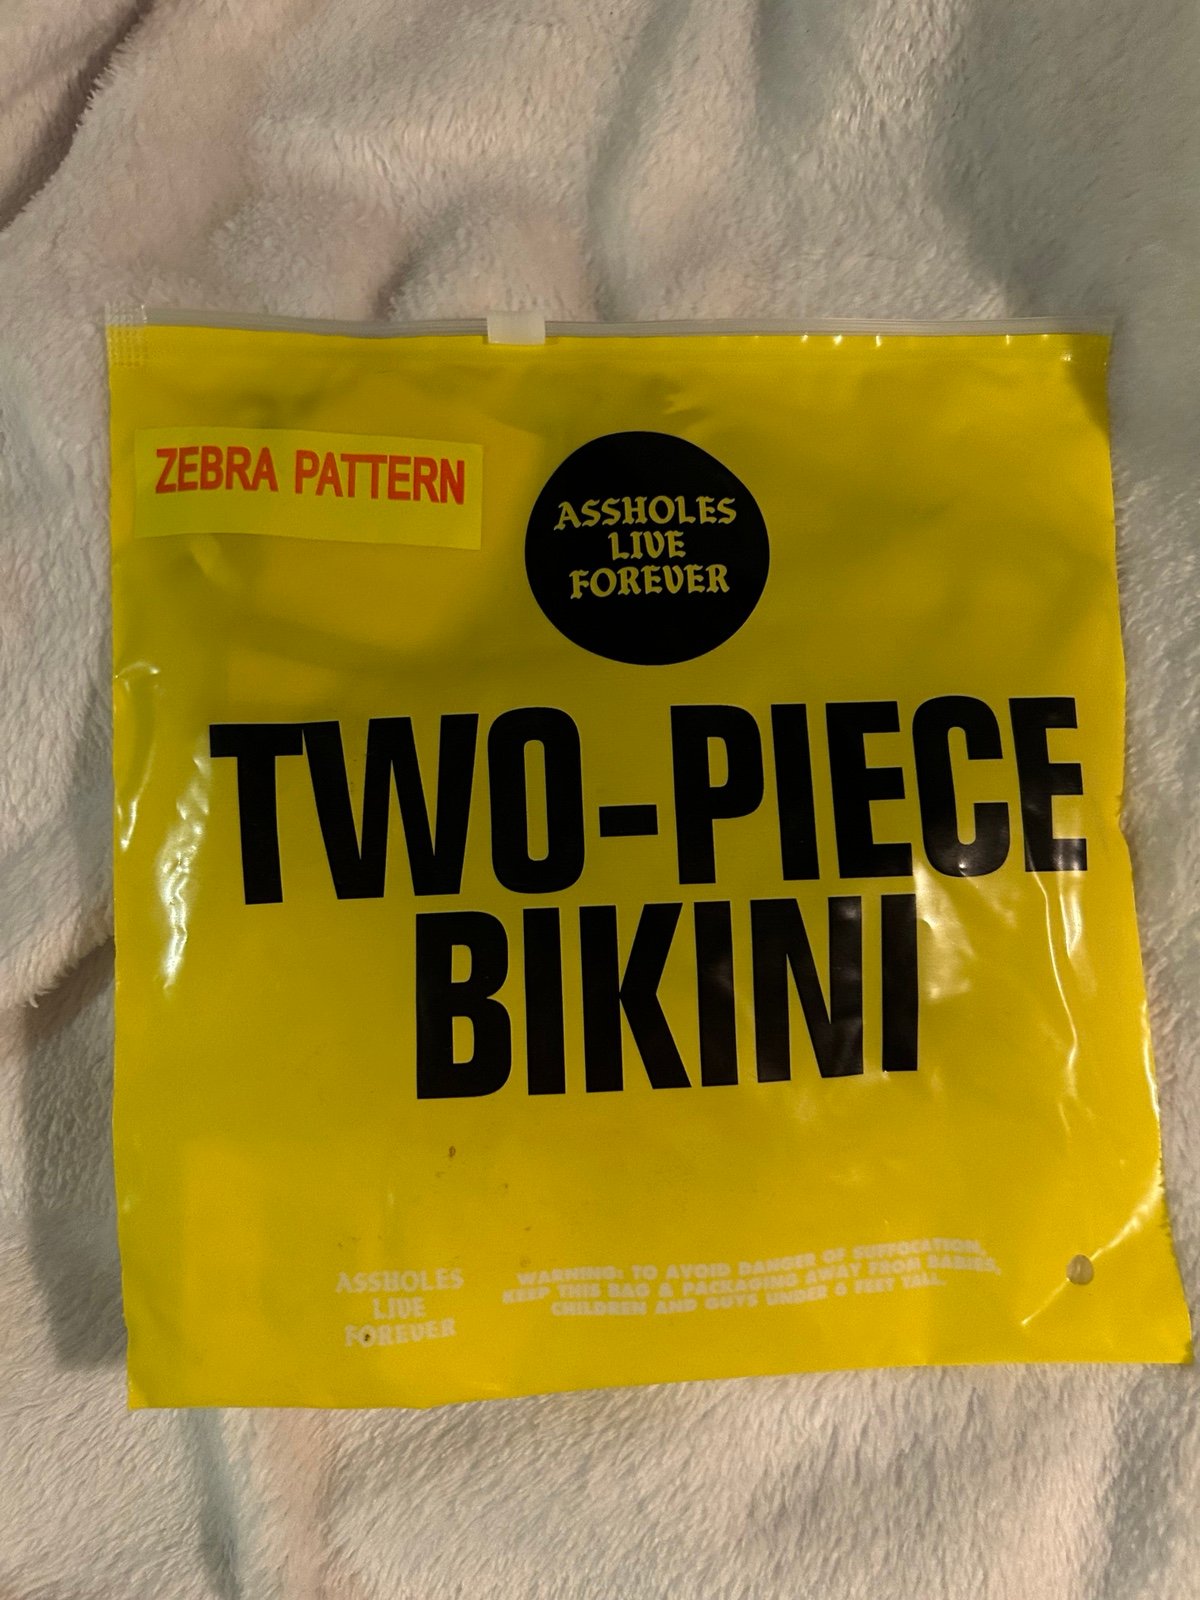 ZEBRA PATTERN
ASSHOLES
LIVE
FOREVER
TWO-PIECE
BIKINI
ASSHOLES
LIVE
FOREVER
WARNING: TO AVOID DANGER OF SUFFOCATION,
KEEP THIS BAG & PACKAGING AWAY FROM BABIES,
CHILDREN AND GUYS UNDER 6 FEET TALL.